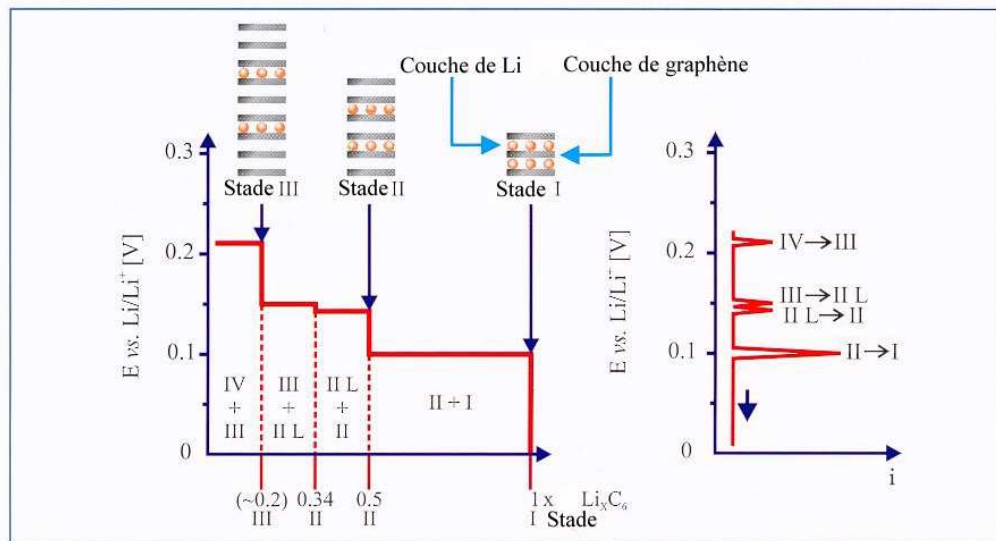 Couche de Li
Couche de graphène
Stade III
Stade II
Stade I
E vs. Li/Li⁺ [V]
0.3
0.2
0.1
0
IV
+
III
III
+
II L
II L
+
II
II ÷ I
(~0.2)
0.34
0.5
1 x
LiₓC₆
III
II
II
I Stade
E vs. Li/Li⁻ [V]
0.3
0.2
0.1
0
IV→III
III→II L
II L→II
II→I
i